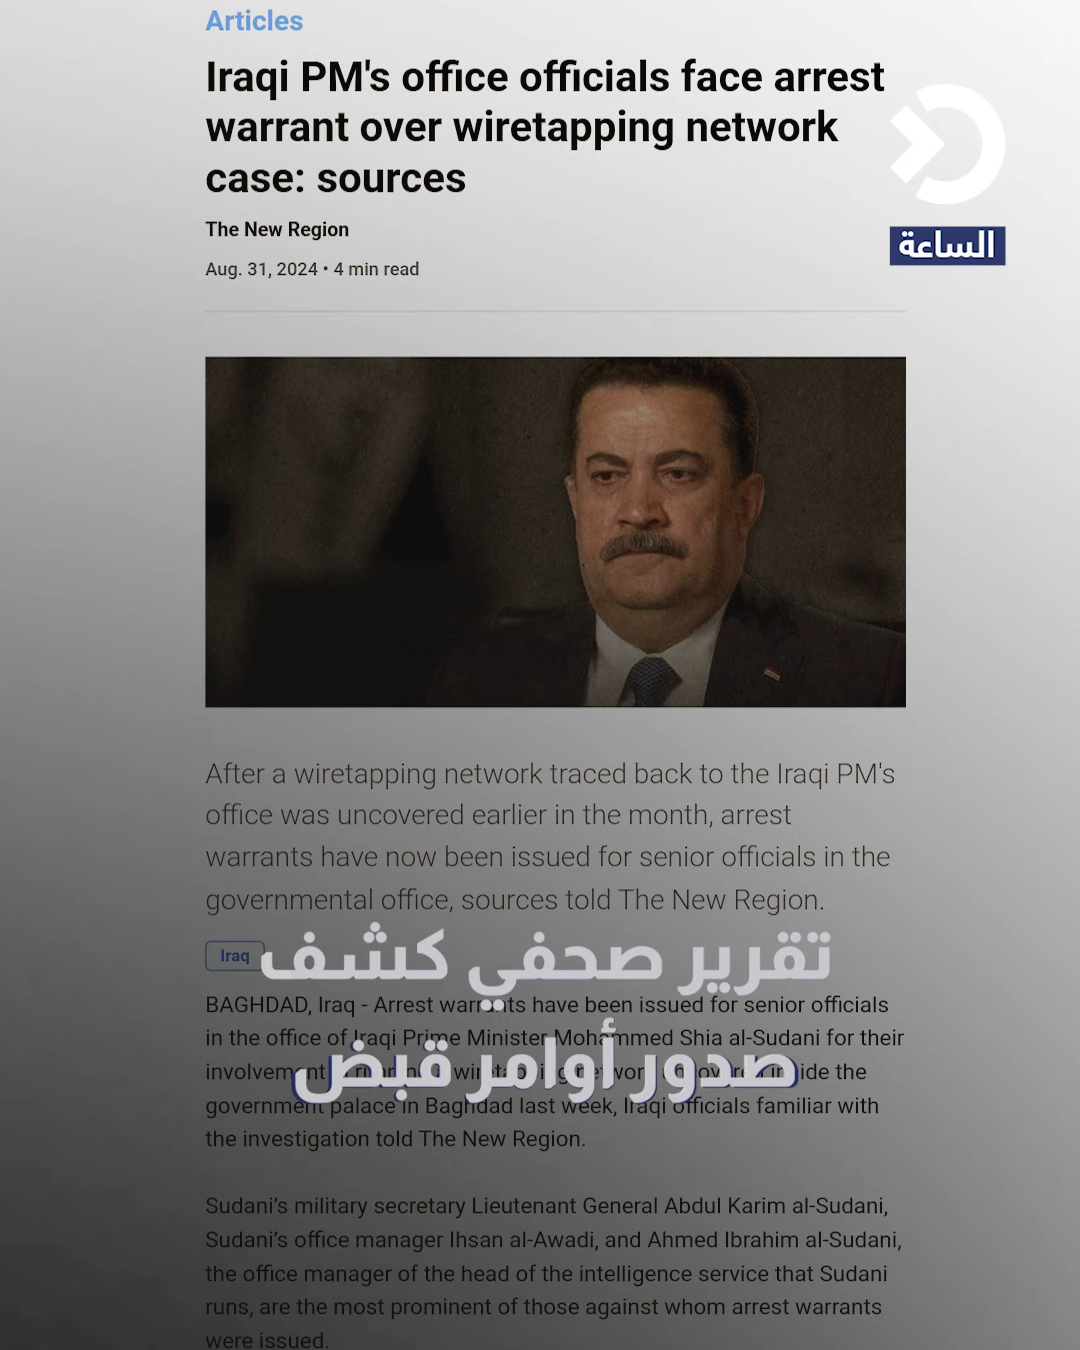 Articles
Iraqi PM's office officials face arrest
warrant over wiretapping network
case: sources
The New Region
Aug. 31, 2024 • 4 min read
الساعة
After a wiretapping network traced back to the Iraqi PM's
office was uncovered earlier in the month, arrest
warrants have now been issued for senior officials in the
governmental office, sources told The New Region.
Iraq
تقرير صحفي كشف
صدور أوامر قبض
BAGHDAD, Iraq - Arrest warrants have been issued for senior officials
in the office of Iraqi Prime Minister Mohammed Shia al-Sudani for their
involvement wiretapping network the
government palace in Baghdad last week, Iraqi officials familiar with
the investigation told The New Region.
Sudani’s military secretary Lieutenant General Abdul Karim al-Sudani,
Sudani’s office manager Ihsan al-Awadi, and Ahmed Ibrahim al-Sudani,
the office manager of the head of the intelligence service that Sudani
runs, are the most prominent of those against whom arrest warrants
were issued.